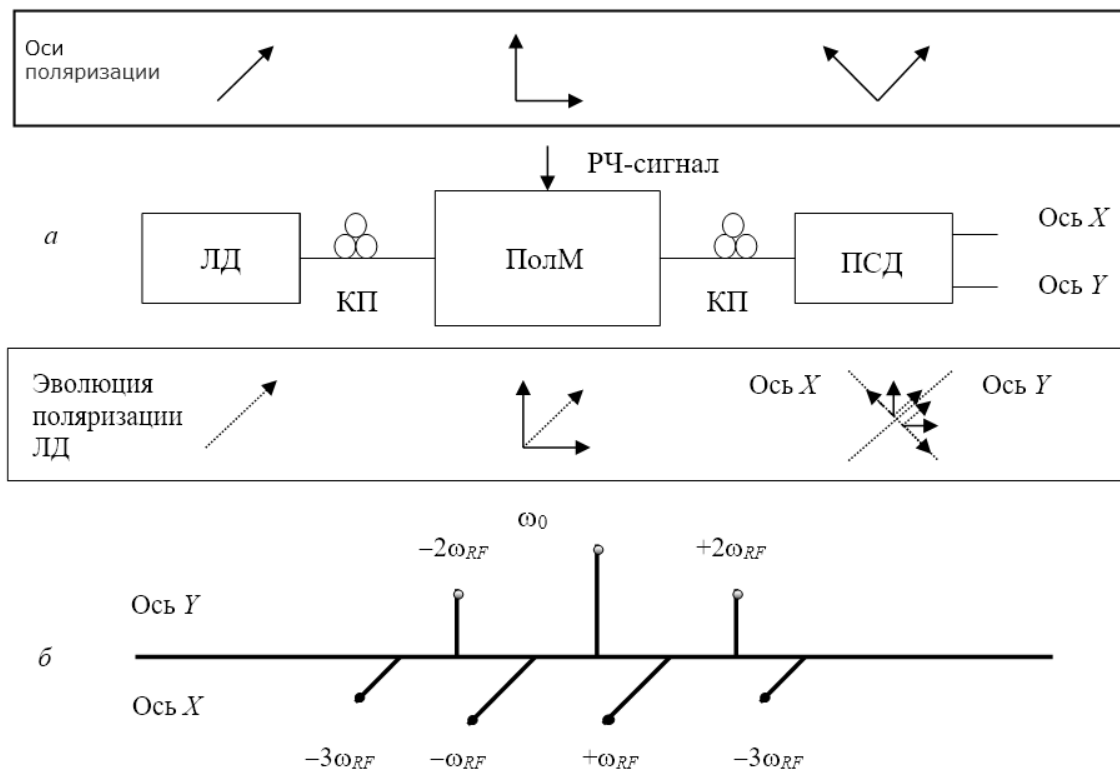 Оси
поляризации
РЧ-сигнал
а
ЛД
КП
ПолМ
КП
ПСД
Ось X
Ось Y
Эволюция
поляризации
ЛД
Ось X
Ось Y
ω₀
−2ωRF
+2ωRF
Ось Y
б
Ось X
−3ωRF
−ωRF
+ωRF
−3ωRF